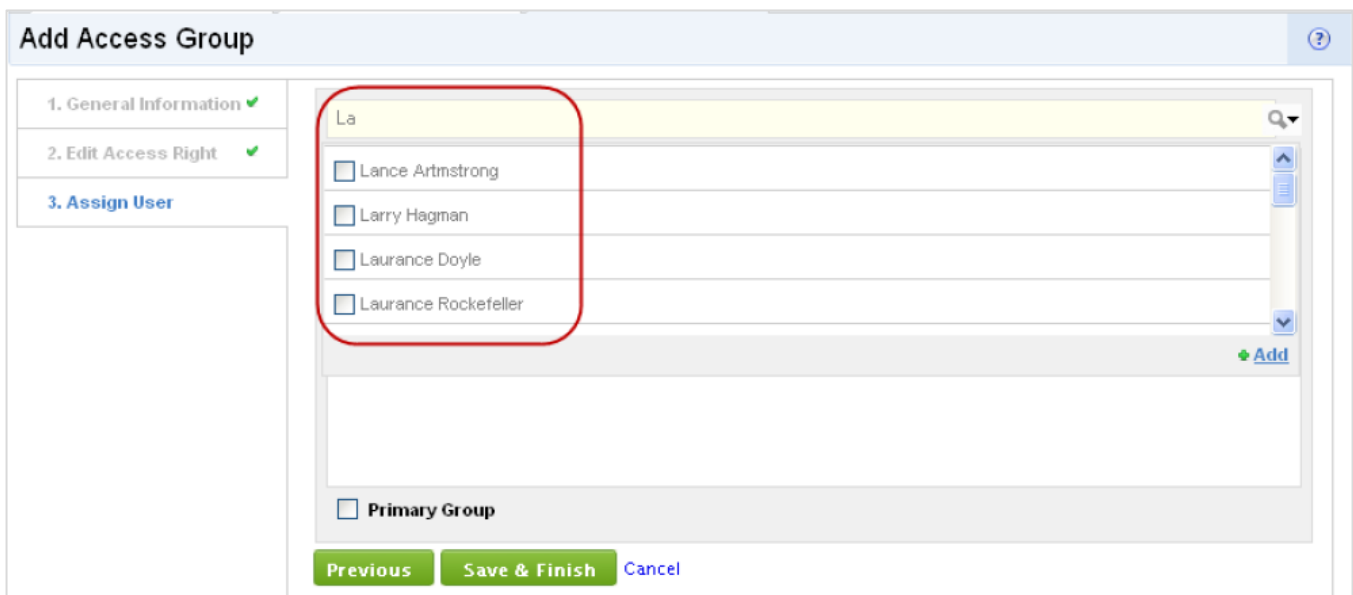 Add Access Group
?
1. General Information
2. Edit Access Right
3. Assign User
La
Lance Artmstrong
Larry Hagman
Laurance Doyle
Laurance Rockefeller
Add
Primary Group
Previous
Save & Finish
Cancel